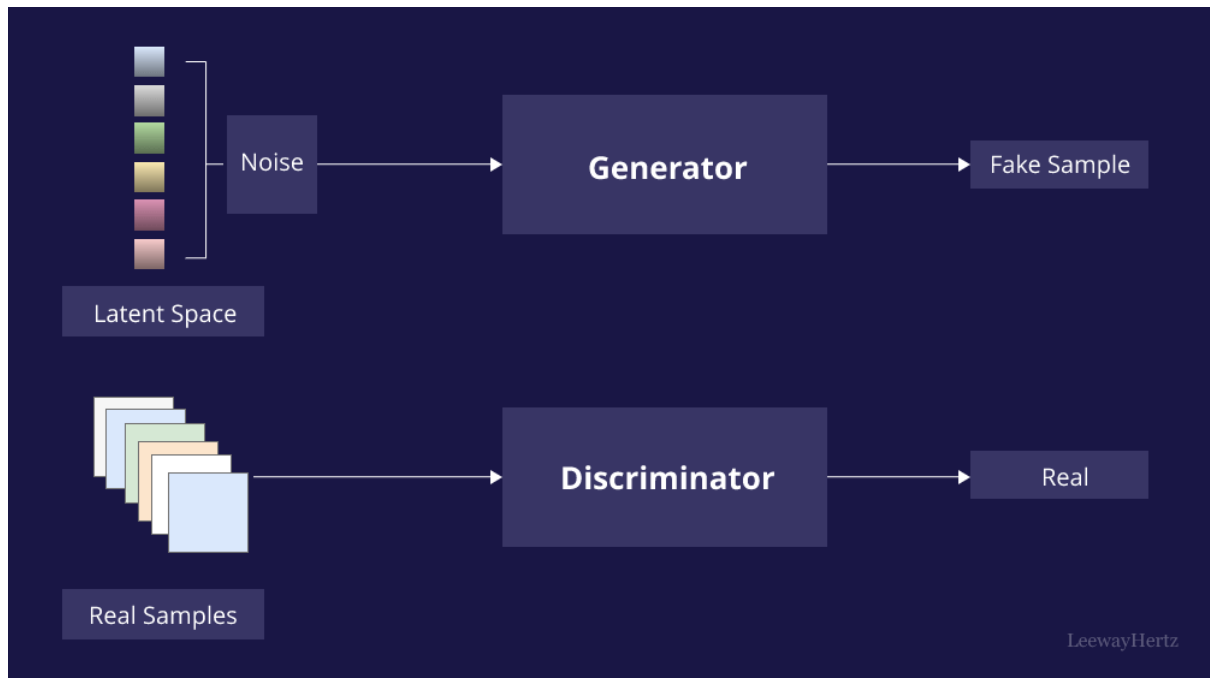 Noise
Generator
Fake Sample
Latent Space
Discriminator
Real
Real Samples
LeewayHertz